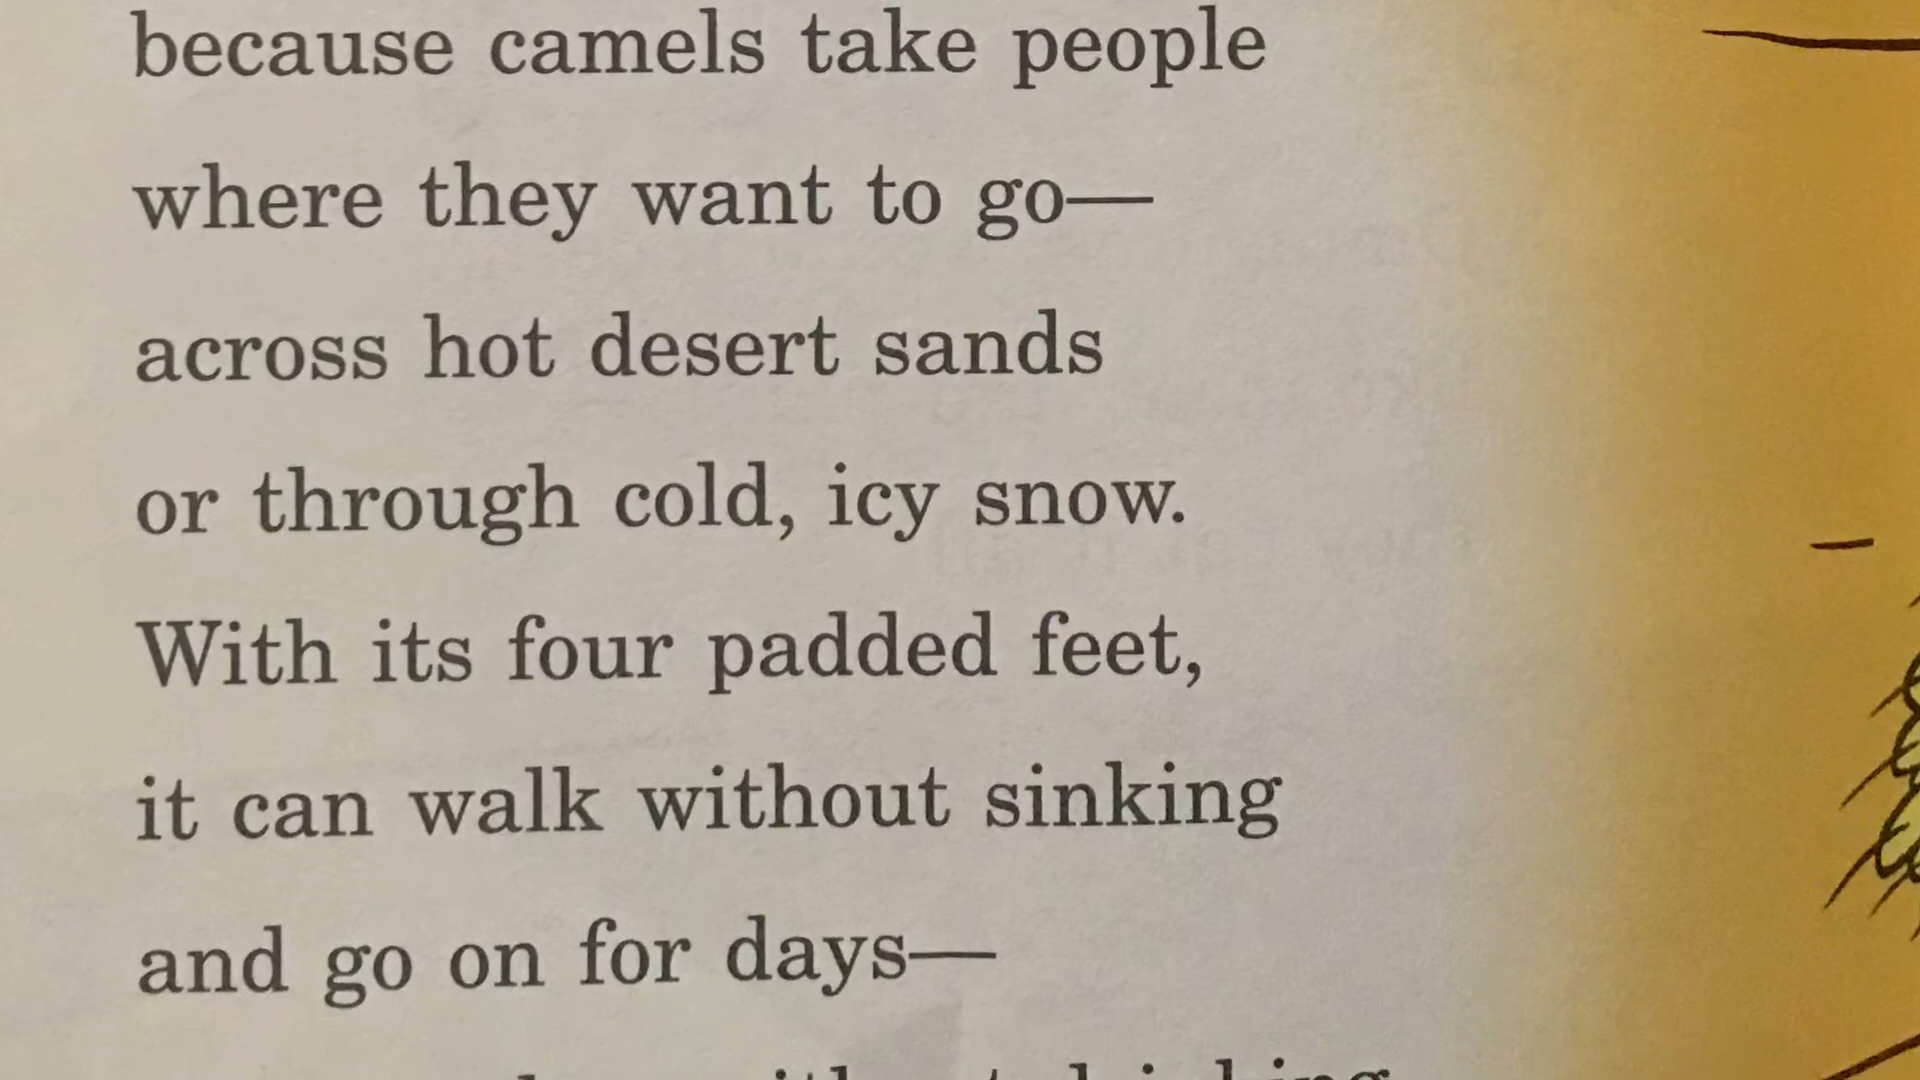 because camels take people
where they want to go—
across hot desert sands
or through cold, icy snow.
With its four padded feet,
it can walk without sinking
and go on for days—